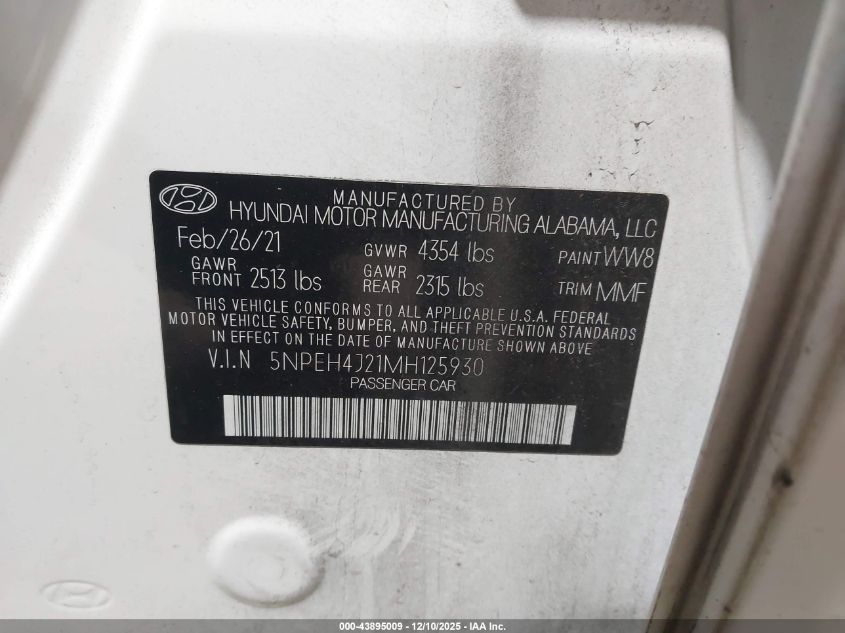 MANUFACTURED BY
HYUNDAI MOTOR MANUFACTURING ALABAMA, LLC
Feb/26/21 GVWR 4354 lbs PAINT WW8
GAWR FRONT 2513 lbs GAWR REAR 2315 lbs TRIM MMF
THIS VEHICLE CONFORMS TO ALL APPLICABLE U.S.A. FEDERAL
MOTOR VEHICLE SAFETY, BUMPER, AND THEFT PREVENTION STANDARDS
IN EFFECT ON THE DATE OF MANUFACTURE SHOWN ABOVE
V.I.N 5NPEH4J21MH125930
PASSENGER CAR
000-43895009 - 12/10/2025 - IAA Inc.